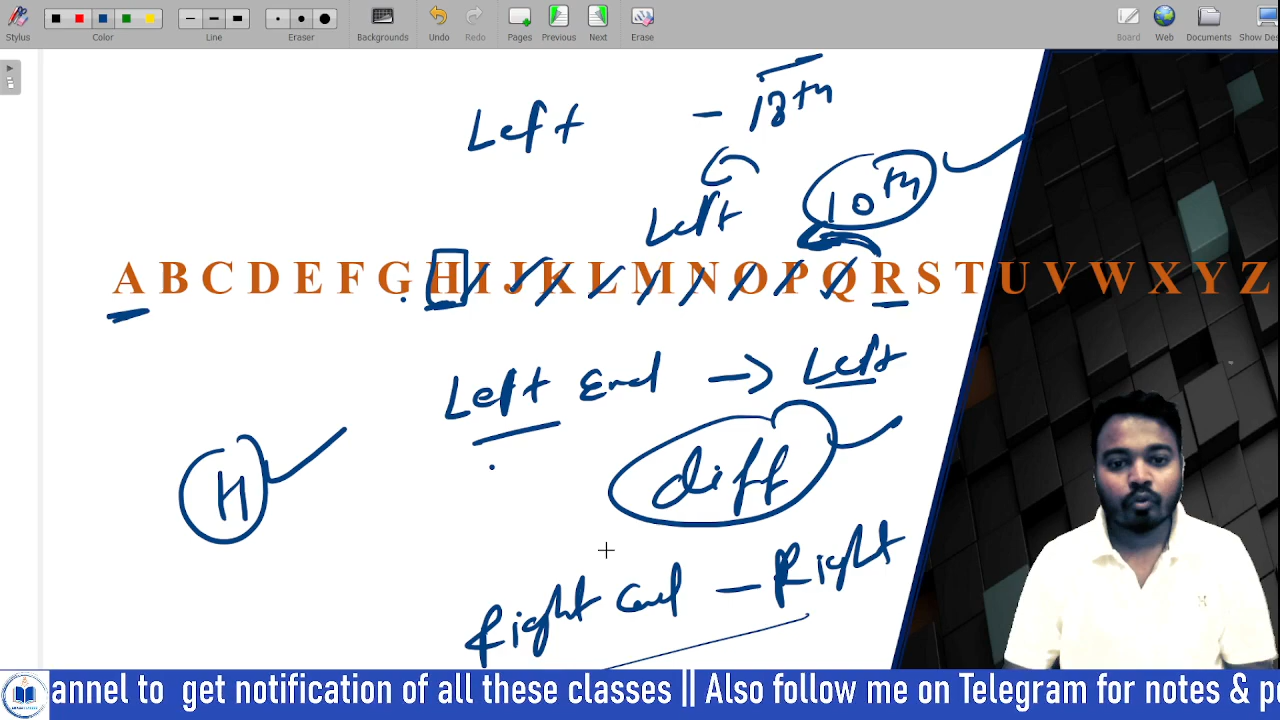 Stylus Color Line Eraser Backgrounds Undo Redo Pages Previous Next Erase Board Web Documents Show De
Left - 18th
Left 10th
A B C D E F G H I J K L M N O P Q R S T U V W X Y Z
Left End -> Left
H diff
Right end - Right
annel to get notification of all these classes || Also follow me on Telegram for notes & p